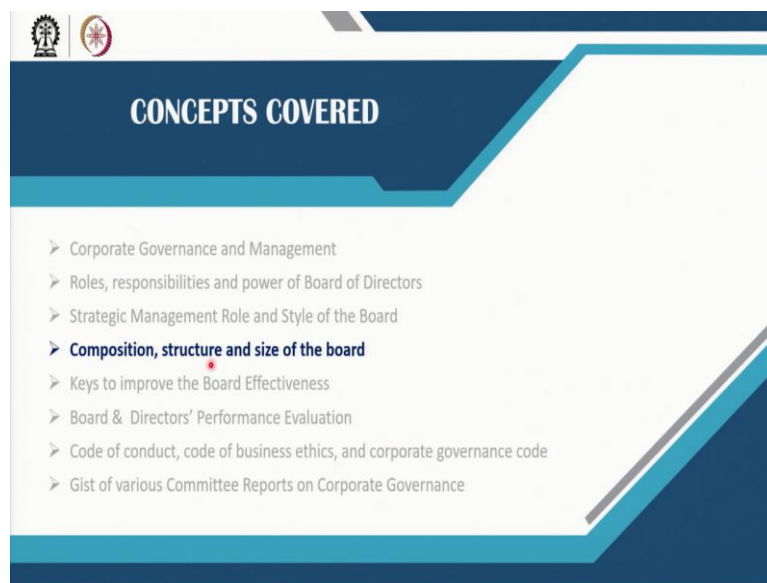 CONCEPTS COVERED
➢ Corporate Governance and Management
➢ Roles, responsibilities and power of Board of Directors
➢ Strategic Management Role and Style of the Board
➢ Composition, structure and size of the board
➢ Keys to improve the Board Effectiveness
➢ Board & Directors' Performance Evaluation
➢ Code of conduct, code of business ethics, and corporate governance code
➢ Gist of various Committee Reports on Corporate Governance